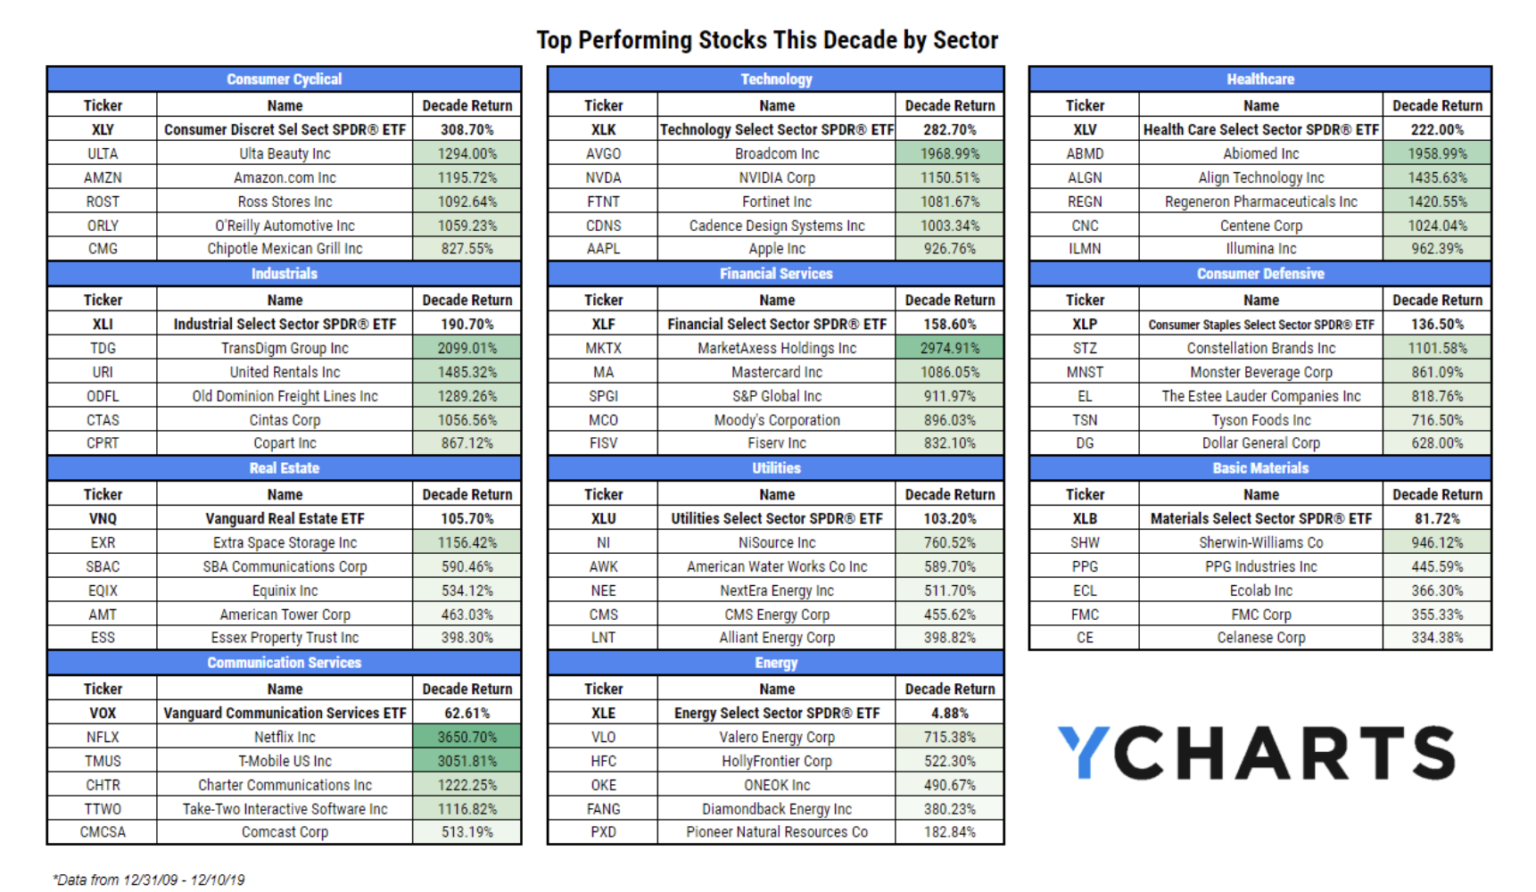 Top Performing Stocks This Decade by Sector
Consumer Cyclical
Ticker Name Decade Return
XLY Consumer Discret Sel Sect SPDR® ETF 308.70%
ULTA Ulta Beauty Inc 1294.00%
AMZN Amazon.com Inc 1195.72%
ROST Ross Stores Inc 1092.64%
ORLY O'Reilly Automotive Inc 1059.23%
CMG Chipotle Mexican Grill Inc 827.55%
Industrials
Ticker Name Decade Return
XLI Industrial Select Sector SPDR® ETF 190.70%
TDG TransDigm Group Inc 2099.01%
URI United Rentals Inc 1485.32%
ODFL Old Dominion Freight Lines Inc 1289.26%
CTAS Cintas Corp 1056.56%
CPRT Copart Inc 867.12%
Real Estate
Ticker Name Decade Return
VNQ Vanguard Real Estate ETF 105.70%
EXR Extra Space Storage Inc 1156.42%
SBAC SBA Communications Corp 590.46%
EQIX Equinix Inc 534.12%
AMT American Tower Corp 463.03%
ESS Essex Property Trust Inc 398.30%
Communication Services
Ticker Name Decade Return
VOX Vanguard Communication Services ETF 62.61%
NFLX Netflix Inc 3650.70%
TMUS T-Mobile US Inc 3051.81%
CHTR Charter Communications Inc 1222.25%
TTWO Take-Two Interactive Software Inc 1116.82%
CMCSA Comcast Corp 513.19%
Technology
Ticker Name Decade Return
XLK Technology Select Sector SPDR® ETF 282.70%
AVGO Broadcom Inc 1968.99%
NVDA NVIDIA Corp 1150.51%
FTNT Fortinet Inc 1081.67%
CDNS Cadence Design Systems Inc 1003.34%
AAPL Apple Inc 926.76%
Financial Services
Ticker Name Decade Return
XLF Financial Select Sector SPDR® ETF 158.60%
MKTX MarketAxess Holdings Inc 2974.91%
MA Mastercard Inc 1086.05%
SPGI S&P Global Inc 911.97%
MCO Moody's Corporation 896.03%
FISV Fiserv Inc 832.10%
Utilities
Ticker Name Decade Return
XLU Utilities Select Sector SPDR® ETF 103.20%
NI NiSource Inc 760.52%
AWK American Water Works Co Inc 589.70%
NEE NextEra Energy Inc 511.70%
CMS CMS Energy Corp 455.62%
LNT Alliant Energy Corp 398.82%
Energy
Ticker Name Decade Return
XLE Energy Select Sector SPDR® ETF 4.88%
VLO Valero Energy Corp 715.38%
HFC HollyFrontier Corp 522.30%
OKE ONEOK Inc 490.67%
FANG Diamondback Energy Inc 380.23%
PXD Pioneer Natural Resources Co 182.84%
Healthcare
Ticker Name Decade Return
XLV Health Care Select Sector SPDR® ETF 222.00%
ABMD Abiomed Inc 1958.99%
ALGN Align Technology Inc 1435.63%
REGN Regeneron Pharmaceuticals Inc 1420.55%
CNC Centene Corp 1024.04%
ILMN Illumina Inc 962.39%
Consumer Defensive
Ticker Name Decade Return
XLP Consumer Staples Select Sector SPDR® ETF 136.50%
STZ Constellation Brands Inc 1101.58%
MNST Monster Beverage Corp 861.09%
EL The Estee Lauder Companies Inc 818.76%
TSN Tyson Foods Inc 716.50%
DG Dollar General Corp 628.00%
Basic Materials
Ticker Name Decade Return
XLB Materials Select Sector SPDR® ETF 81.72%
SHW Sherwin-Williams Co 946.12%
PPG PPG Industries Inc 445.59%
ECL Ecolab Inc 366.30%
FMC FMC Corp 355.33%
CE Celanese Corp 334.38%
YCHARTS
*Data from 12/31/09 - 12/10/19